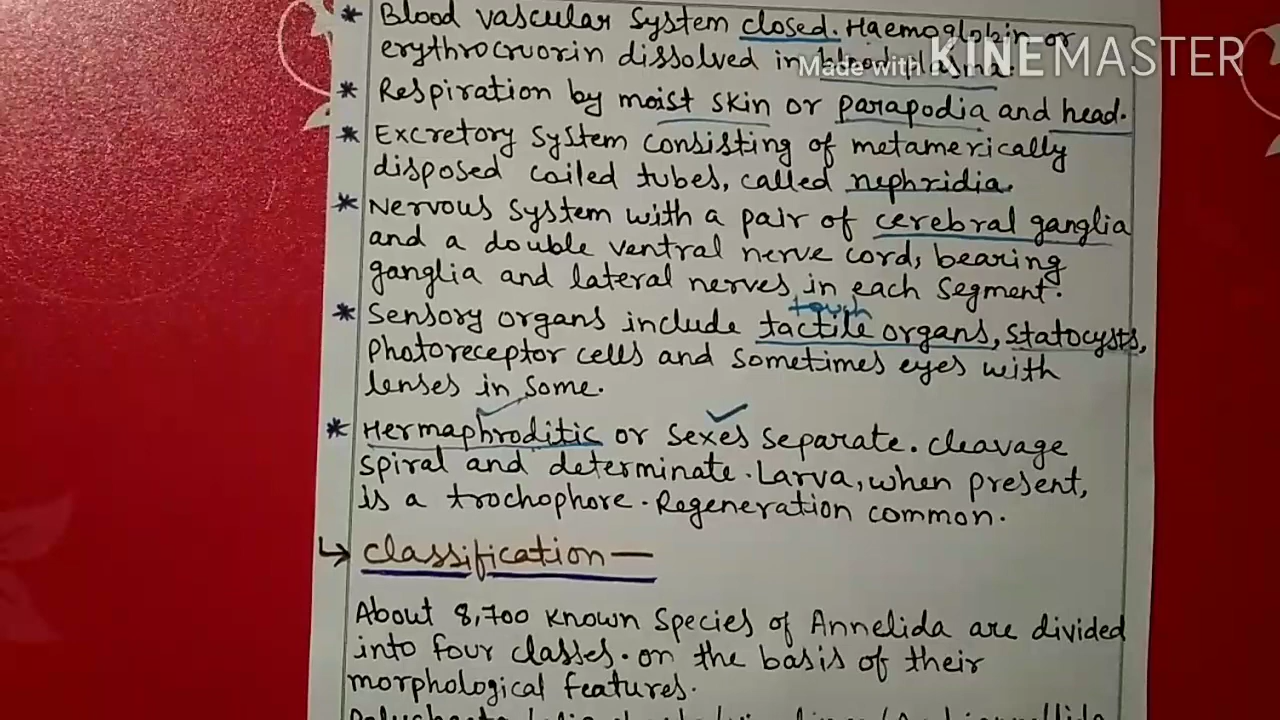 * Blood vascular System closed. Haemoglobin or
erythrocruorin dissolved in blood plasma.
Made with KINEMASTER
* Respiration by moist skin or parapodia and head.
* Excretory System consisting of metamerically
disposed coiled tubes, called nephridia.
* Nervous System with a pair of cerebral ganglia
and a double ventral nerve cord, bearing
ganglia and lateral nerves in each segment.
touch
* Sensory organs include tactile organs, statocysts,
Photoreceptor cells and sometimes eyes with
lenses in some.
* Hermaphroditic or sexes separate. cleavage
spiral and determinate. Larva, when present,
is a trochophore. Regeneration common.
↳ Classification —
About 8,700 known species of Annelida are divided
into four classes. on the basis of their
morphological features.